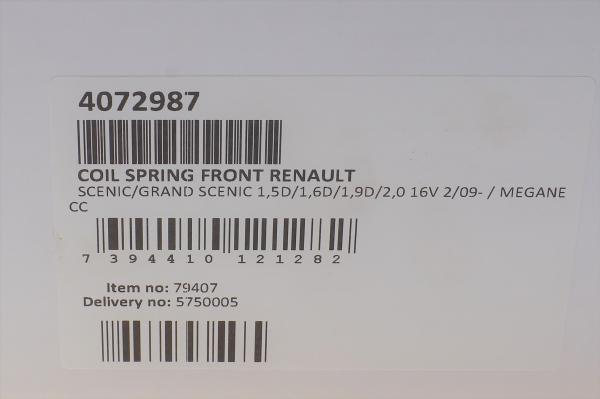 4072987
COIL SPRING FRONT RENAULT
SCENIC/GRAND SCENIC 1,5D/1,6D/1,9D/2,0 16V 2/09- / MEGANE
CC
7 394410 121282
Item no: 79407
Delivery no: 5750005